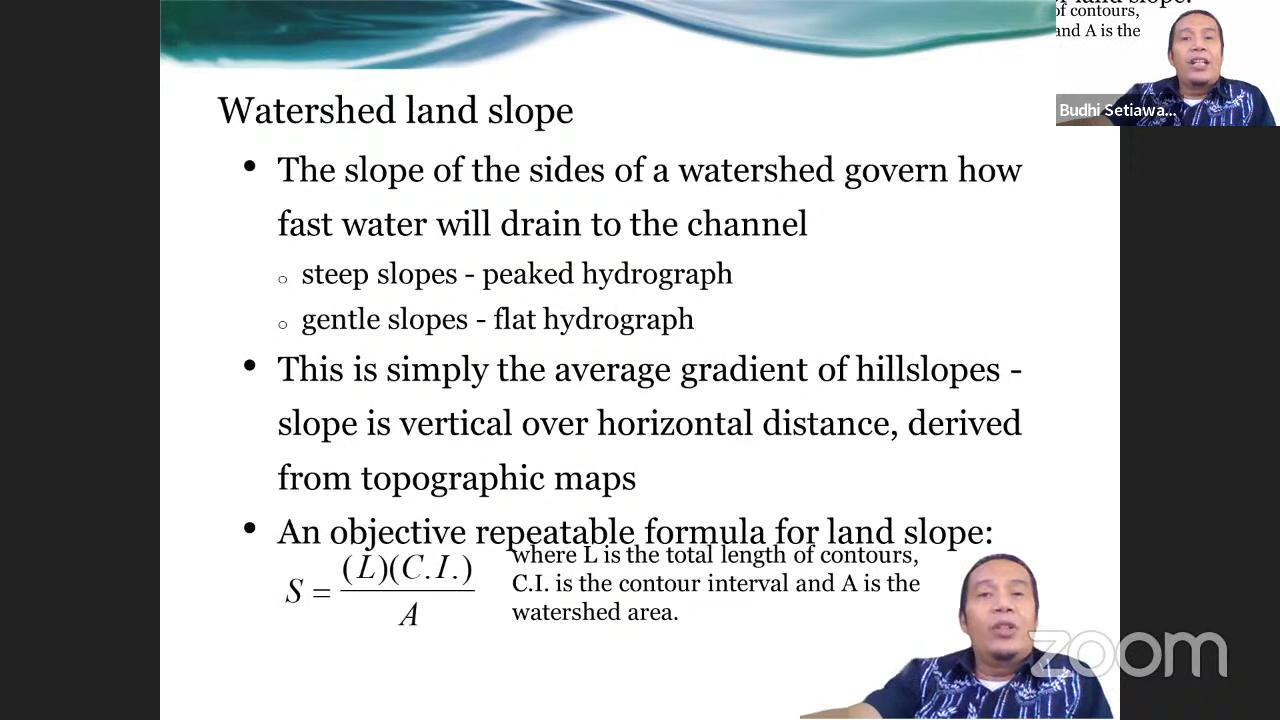 of contours,
and A is the
Budhi Setiawa...
Watershed land slope
• The slope of the sides of a watershed govern how
fast water will drain to the channel
○ steep slopes - peaked hydrograph
○ gentle slopes - flat hydrograph
• This is simply the average gradient of hillslopes -
slope is vertical over horizontal distance, derived
from topographic maps
• An objective repeatable formula for land slope:
S = (L)(C.I.) / A
where L is the total length of contours,
C.I. is the contour interval and A is the
watershed area.
zoom